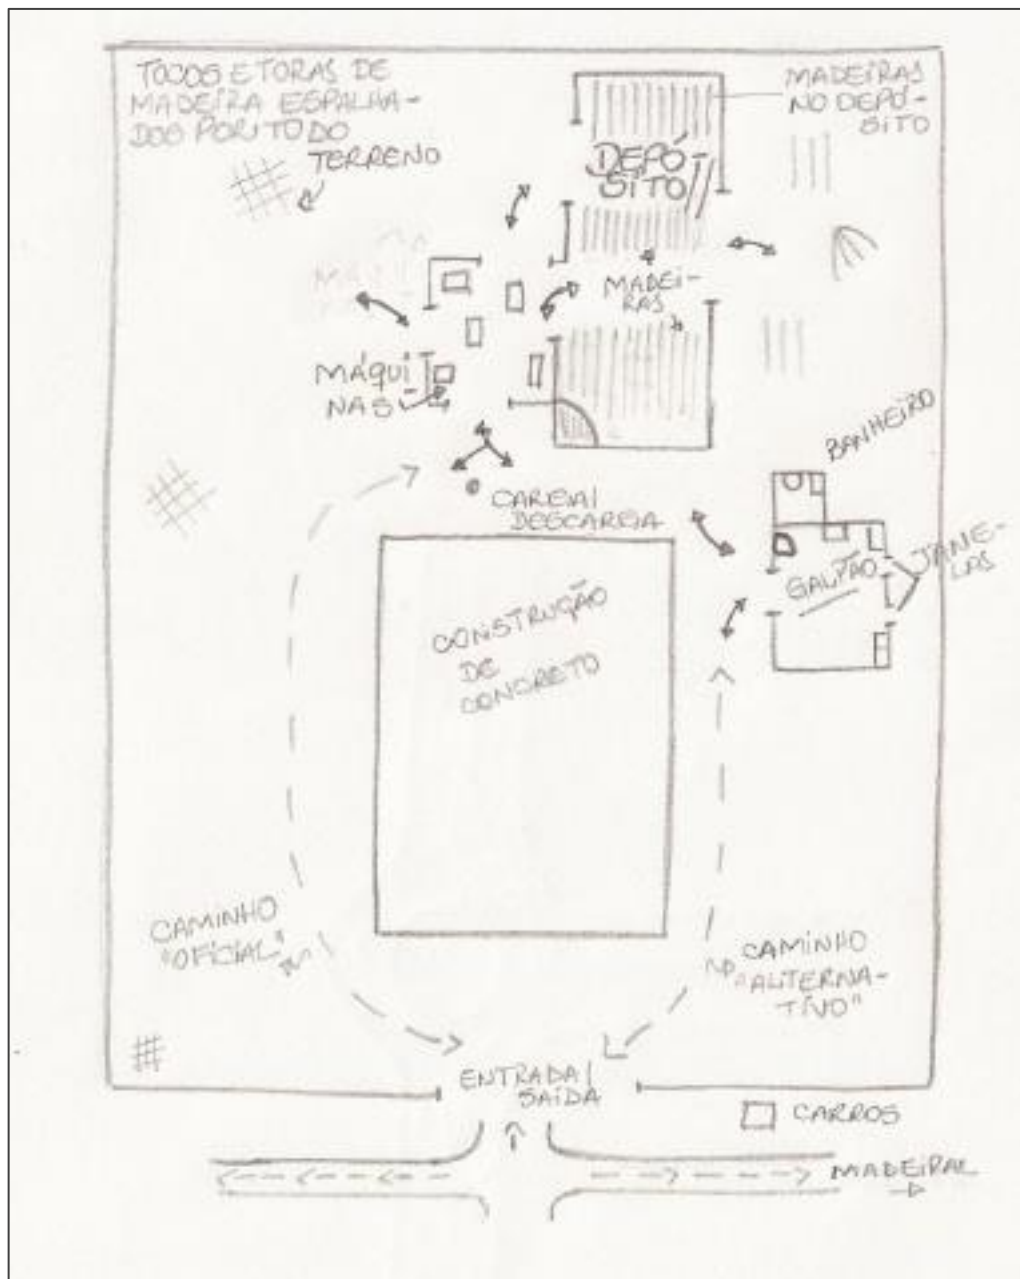 TOCOS E TORAS DE
MADEIRA ESPALHA-
DOS POR TODO
TERRENO
MADEIRAS
NO DEPÓ-
SITO
DEPÓ-
SITO
MADEI-
RAS
MÁQUI
NAS
BANHEIRO
CARGA/
DESCARGA
GALPÃO
JANE-
LAS
CONSTRUÇÃO
DE
CONCRETO
CAMINHO
"OFICIAL"
CAMINHO
"ALTERNA-
TIVO"
ENTRADA/
SAÍDA
CARROS
MADEIRAL